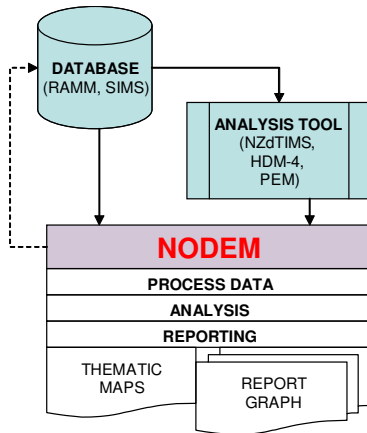 DATABASE
(RAMM, SIMS)
ANALYSIS TOOL
(NZdTIMS,
HDM-4,
PEM)
NODEM
PROCESS DATA
ANALYSIS
REPORTING
THEMATIC
MAPS
REPORT
GRAPH